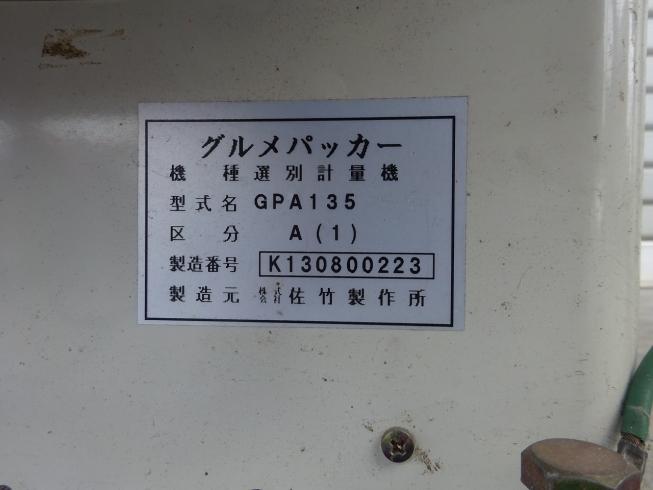 グルメパッカー
機 種 選別計量機
型式名 GPA135
区 分 A(1)
製造番号 K130800223
製造元 株式会社 佐竹製作所